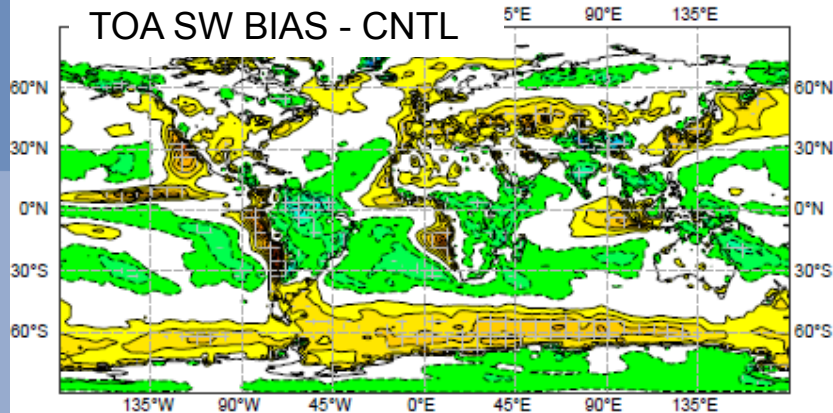 TOA SW BIAS - CNTL
5°E 90°E 135°E
60°N 60°N
30°N 30°N
0°N 0°N
30°S 30°S
60°S 60°S
135°W 90°W 45°W 0°E 45°E 90°E 135°E